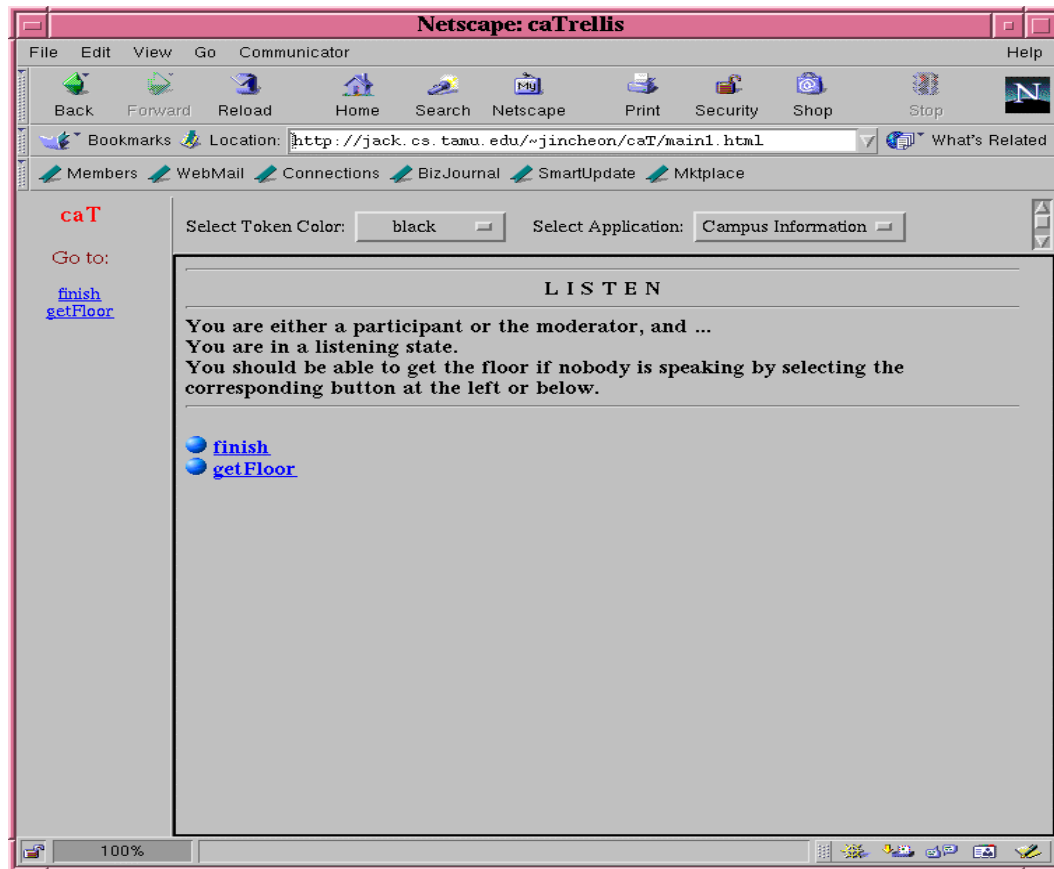 Netscape: caTrellis
File Edit View Go Communicator Help
Back Forward Reload Home Search Netscape Print Security Shop Stop
My
N
Bookmarks Location: http://jack.cs.tamu.edu/~jincheon/caT/main1.html What's Related
Members WebMail Connections BizJournal SmartUpdate Mktplace
caT
Go to:
finish
getFloor
Select Token Color: black Select Application: Campus Information
L I S T E N
You are either a participant or the moderator, and ...
You are in a listening state.
You should be able to get the floor if nobody is speaking by selecting the
corresponding button at the left or below.
finish
getFloor
100%